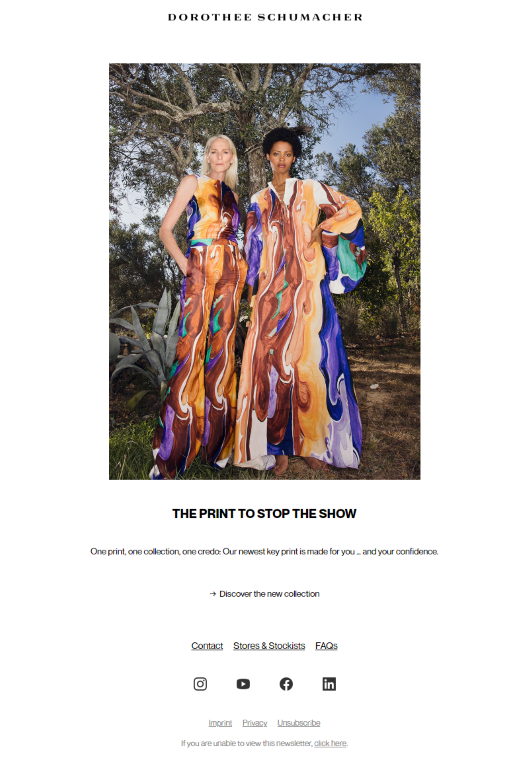 DOROTHEE SCHUMACHER
THE PRINT TO STOP THE SHOW
One print, one collection, one credo: Our newest key print is made for you ... and your confidence.
→ Discover the new collection
Contact Stores & Stockists FAQs
Imprint Privacy Unsubscribe
If you are unable to view this newsletter, click here.